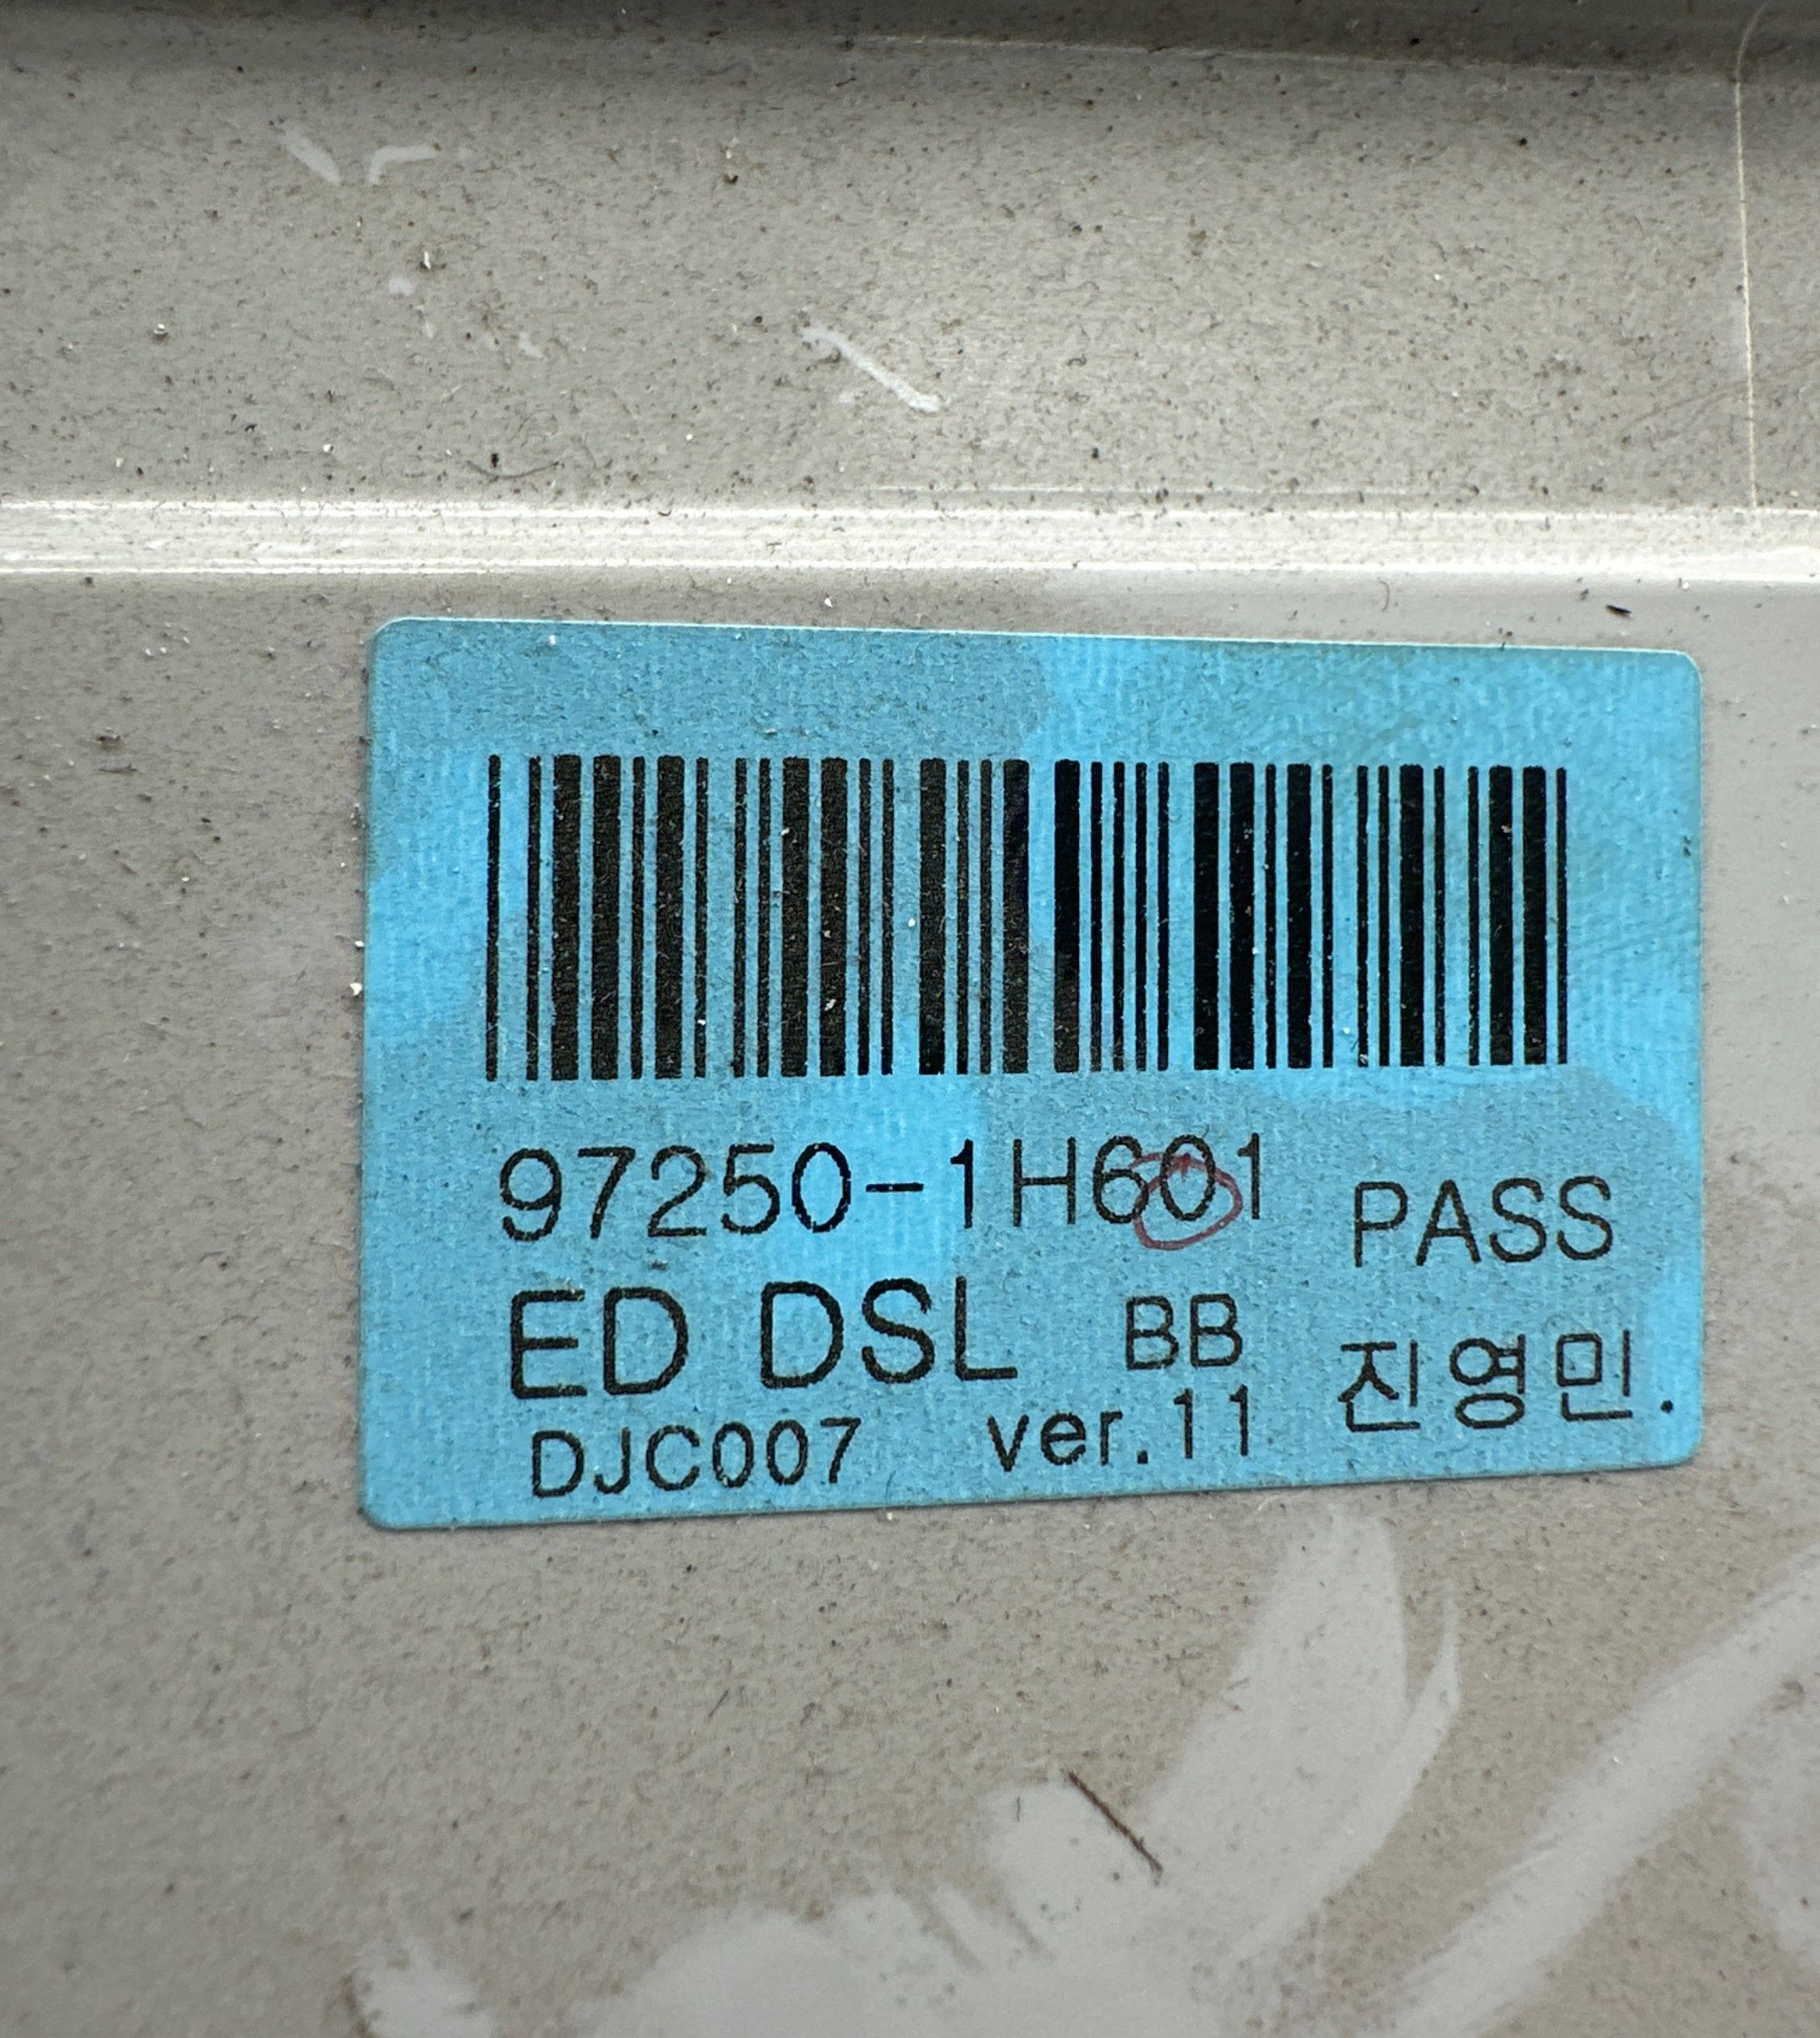 97250-1H601 PASS
ED DSL BB 진영민.
DJC007 ver.11